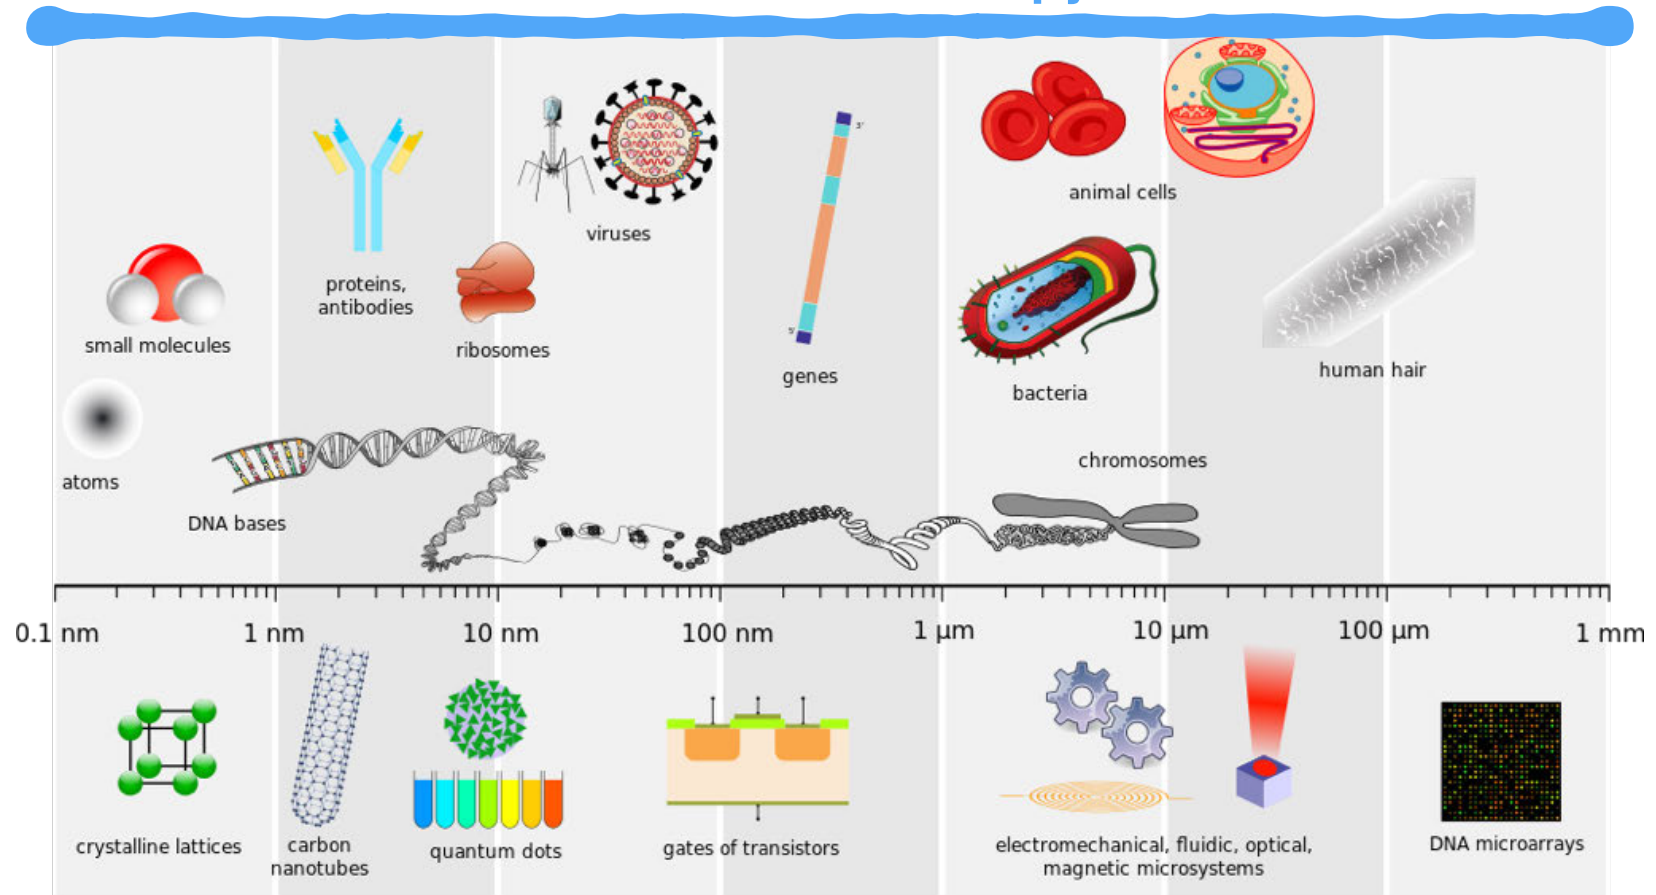 3'
animal cells
viruses
proteins,
antibodies
small molecules
ribosomes
5'
genes
human hair
bacteria
chromosomes
atoms
DNA bases
0.1 nm 1 nm 10 nm 100 nm 1 µm 10 µm 100 µm 1 mm
crystalline lattices
carbon
nanotubes
quantum dots
gates of transistors
electromechanical, fluidic, optical,
magnetic microsystems
DNA microarrays